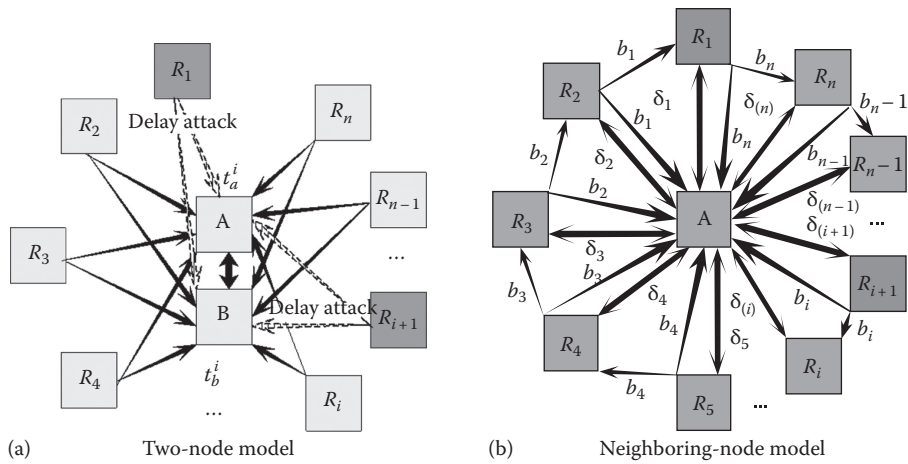 R1
Delay attack
R2
Rn
t_a^i
A
Rn−1
R3
...
B
Delay attack
Ri+1
R4
t_b^i
Ri
...
(a)
Two-node model
R1
b1
bn
Rn
R2
δ1
δ(n)
bn−1
b1
bn
Rn−1
b2
δ2
bn−1
b2
δ(n−1)
...
R3
A
δ(i+1)
δ3
b3
b3
δ4
δ(i)
bi
Ri+1
bi
R4
b4
δ5
Ri
b4
R5
...
(b)
Neighboring-node model